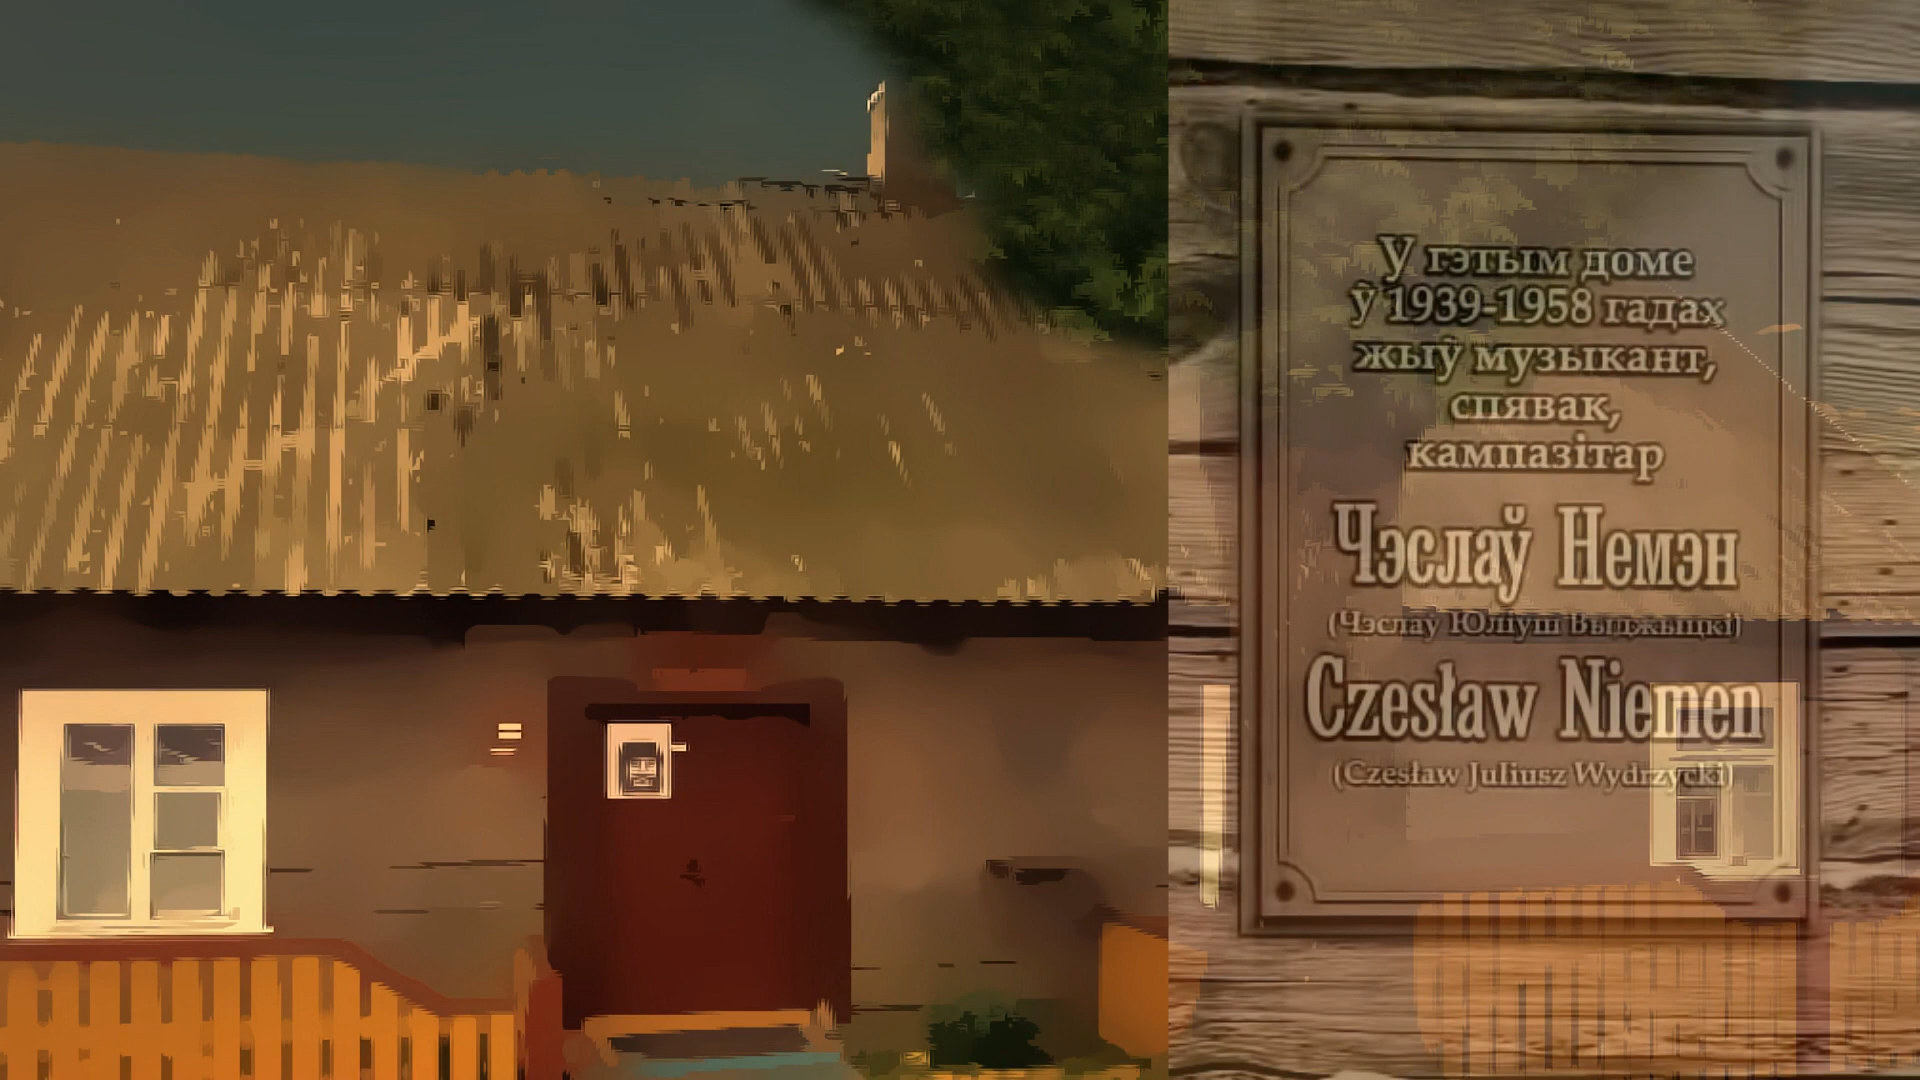 У гэтым доме
ў 1939-1958 гадах
жыў музыкант,
спявак,
кампазітар
Чэслаў Немэн
(Чэслаў Юліуш Выджыцкі)
Czesław Niemen
(Czesław Juliusz Wydrzycki)